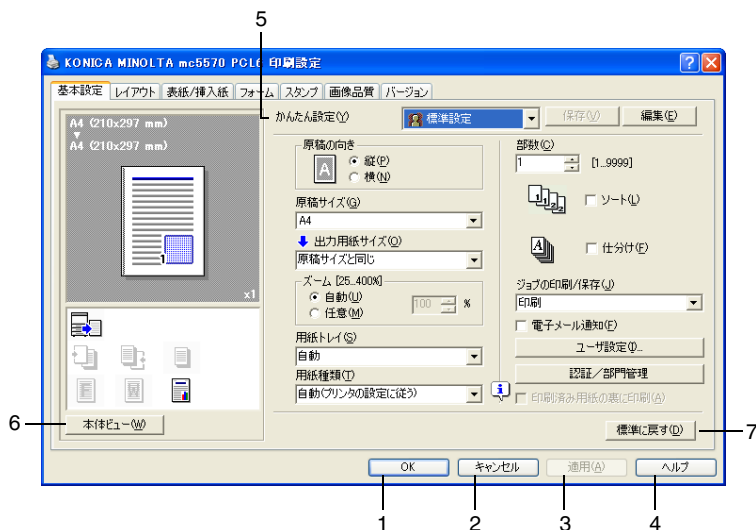 5
KONICA MINOLTA mc5570 PCL6 印刷設定
基本設定 レイアウト 表紙/挿入紙 フォーム スタンプ 画像品質 バージョン
A4 (210x297 mm)
A4 (210x297 mm)
1
x1
本体ビュー(W)
かんたん設定(Y) 標準設定 保存(V) 編集(E)
原稿の向き
A
縦(P)
横(N)
原稿サイズ(G)
A4
出力用紙サイズ(O)
原稿サイズと同じ
ズーム [25..400%]
自動(U)
任意(M)
100 %
用紙トレイ(S)
自動
用紙種類(T)
自動(プリンタの設定に従う)
部数(C)
1 [1..9999]
1 1 2 2 ソート(L)
A 仕分け(F)
ジョブの印刷/保存(J)
印刷
電子メール通知(F)
ユーザ設定(I)...
認証/部門管理
印刷済み用紙の裏に印刷(A)
標準に戻す(D)
OK キャンセル 適用(A) ヘルプ
6
7
1 2 3 4